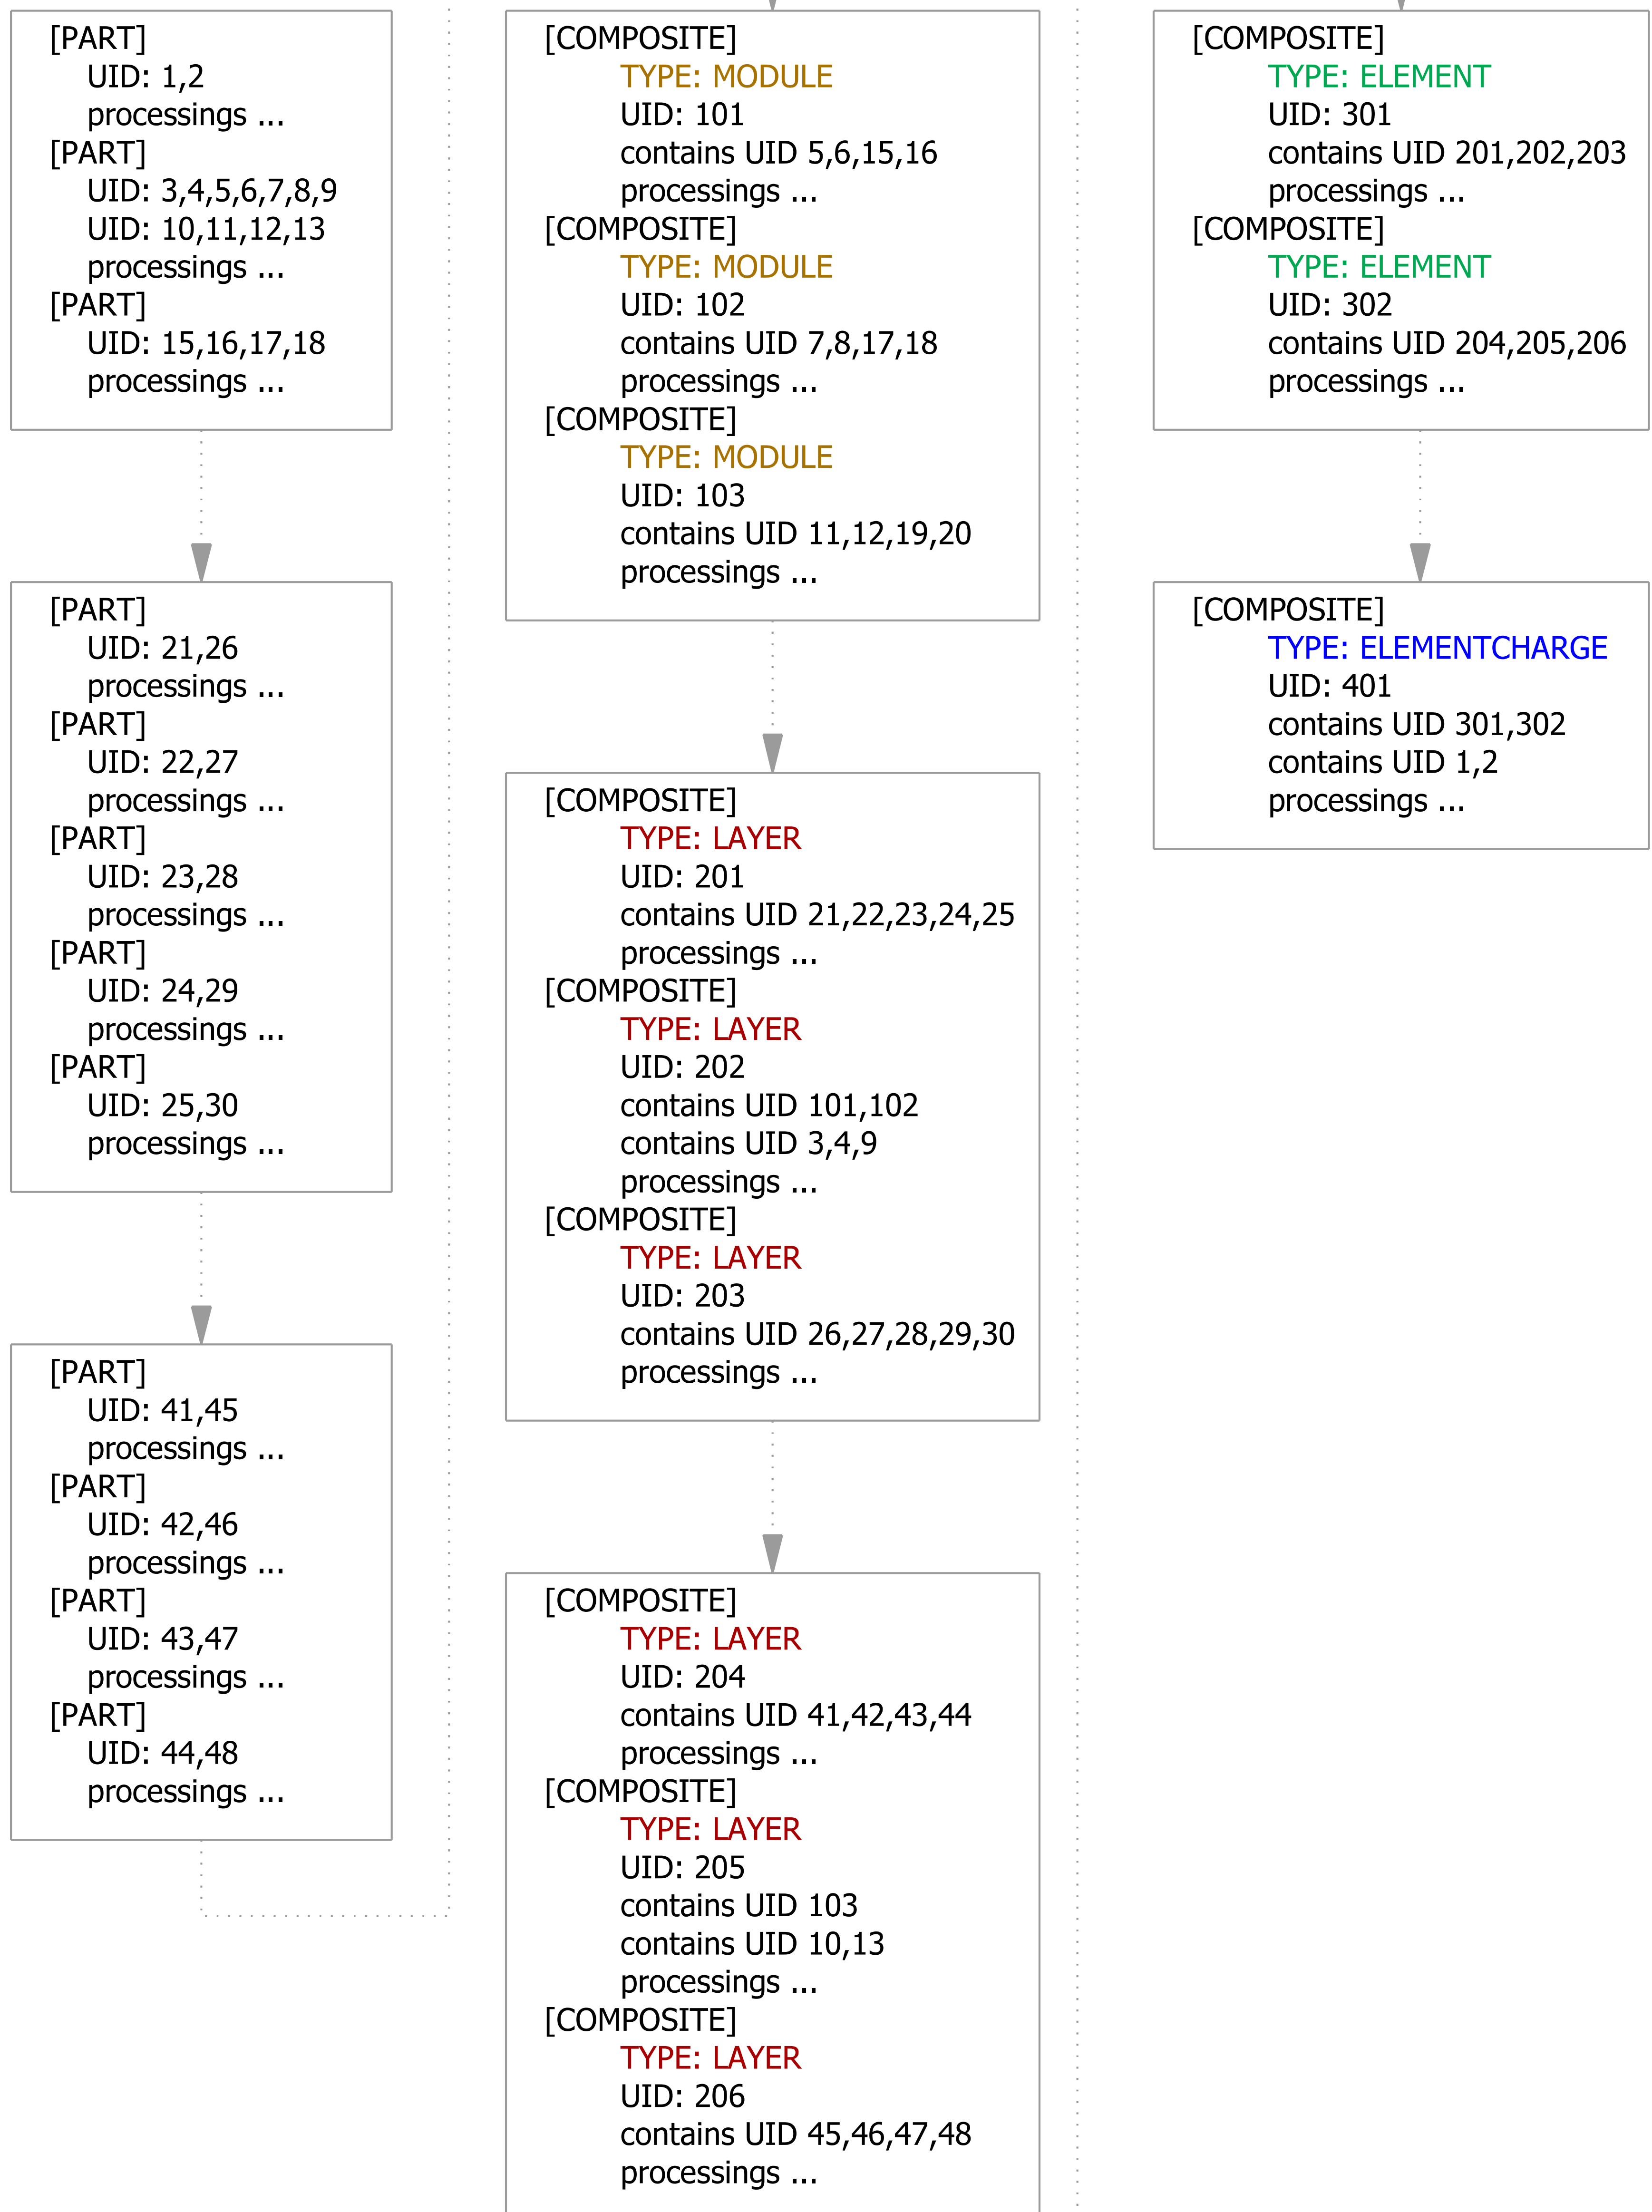 [PART]
UID: 1,2
processings ...
[PART]
UID: 3,4,5,6,7,8,9
UID: 10,11,12,13
processings ...
[PART]
UID: 15,16,17,18
processings ...
[PART]
UID: 21,26
processings ...
[PART]
UID: 22,27
processings ...
[PART]
UID: 23,28
processings ...
[PART]
UID: 24,29
processings ...
[PART]
UID: 25,30
processings ...
[PART]
UID: 41,45
processings ...
[PART]
UID: 42,46
processings ...
[PART]
UID: 43,47
processings ...
[PART]
UID: 44,48
processings ...
[COMPOSITE]
TYPE: MODULE
UID: 101
contains UID 5,6,15,16
processings ...
[COMPOSITE]
TYPE: MODULE
UID: 102
contains UID 7,8,17,18
processings ...
[COMPOSITE]
TYPE: MODULE
UID: 103
contains UID 11,12,19,20
processings ...
[COMPOSITE]
TYPE: LAYER
UID: 201
contains UID 21,22,23,24,25
processings ...
[COMPOSITE]
TYPE: LAYER
UID: 202
contains UID 101,102
contains UID 3,4,9
processings ...
[COMPOSITE]
TYPE: LAYER
UID: 203
contains UID 26,27,28,29,30
processings ...
[COMPOSITE]
TYPE: LAYER
UID: 204
contains UID 41,42,43,44
processings ...
[COMPOSITE]
TYPE: LAYER
UID: 205
contains UID 103
contains UID 10,13
processings ...
[COMPOSITE]
TYPE: LAYER
UID: 206
contains UID 45,46,47,48
processings ...
[COMPOSITE]
TYPE: ELEMENT
UID: 301
contains UID 201,202,203
processings ...
[COMPOSITE]
TYPE: ELEMENT
UID: 302
contains UID 204,205,206
processings ...
[COMPOSITE]
TYPE: ELEMENTCHARGE
UID: 401
contains UID 301,302
contains UID 1,2
processings ...